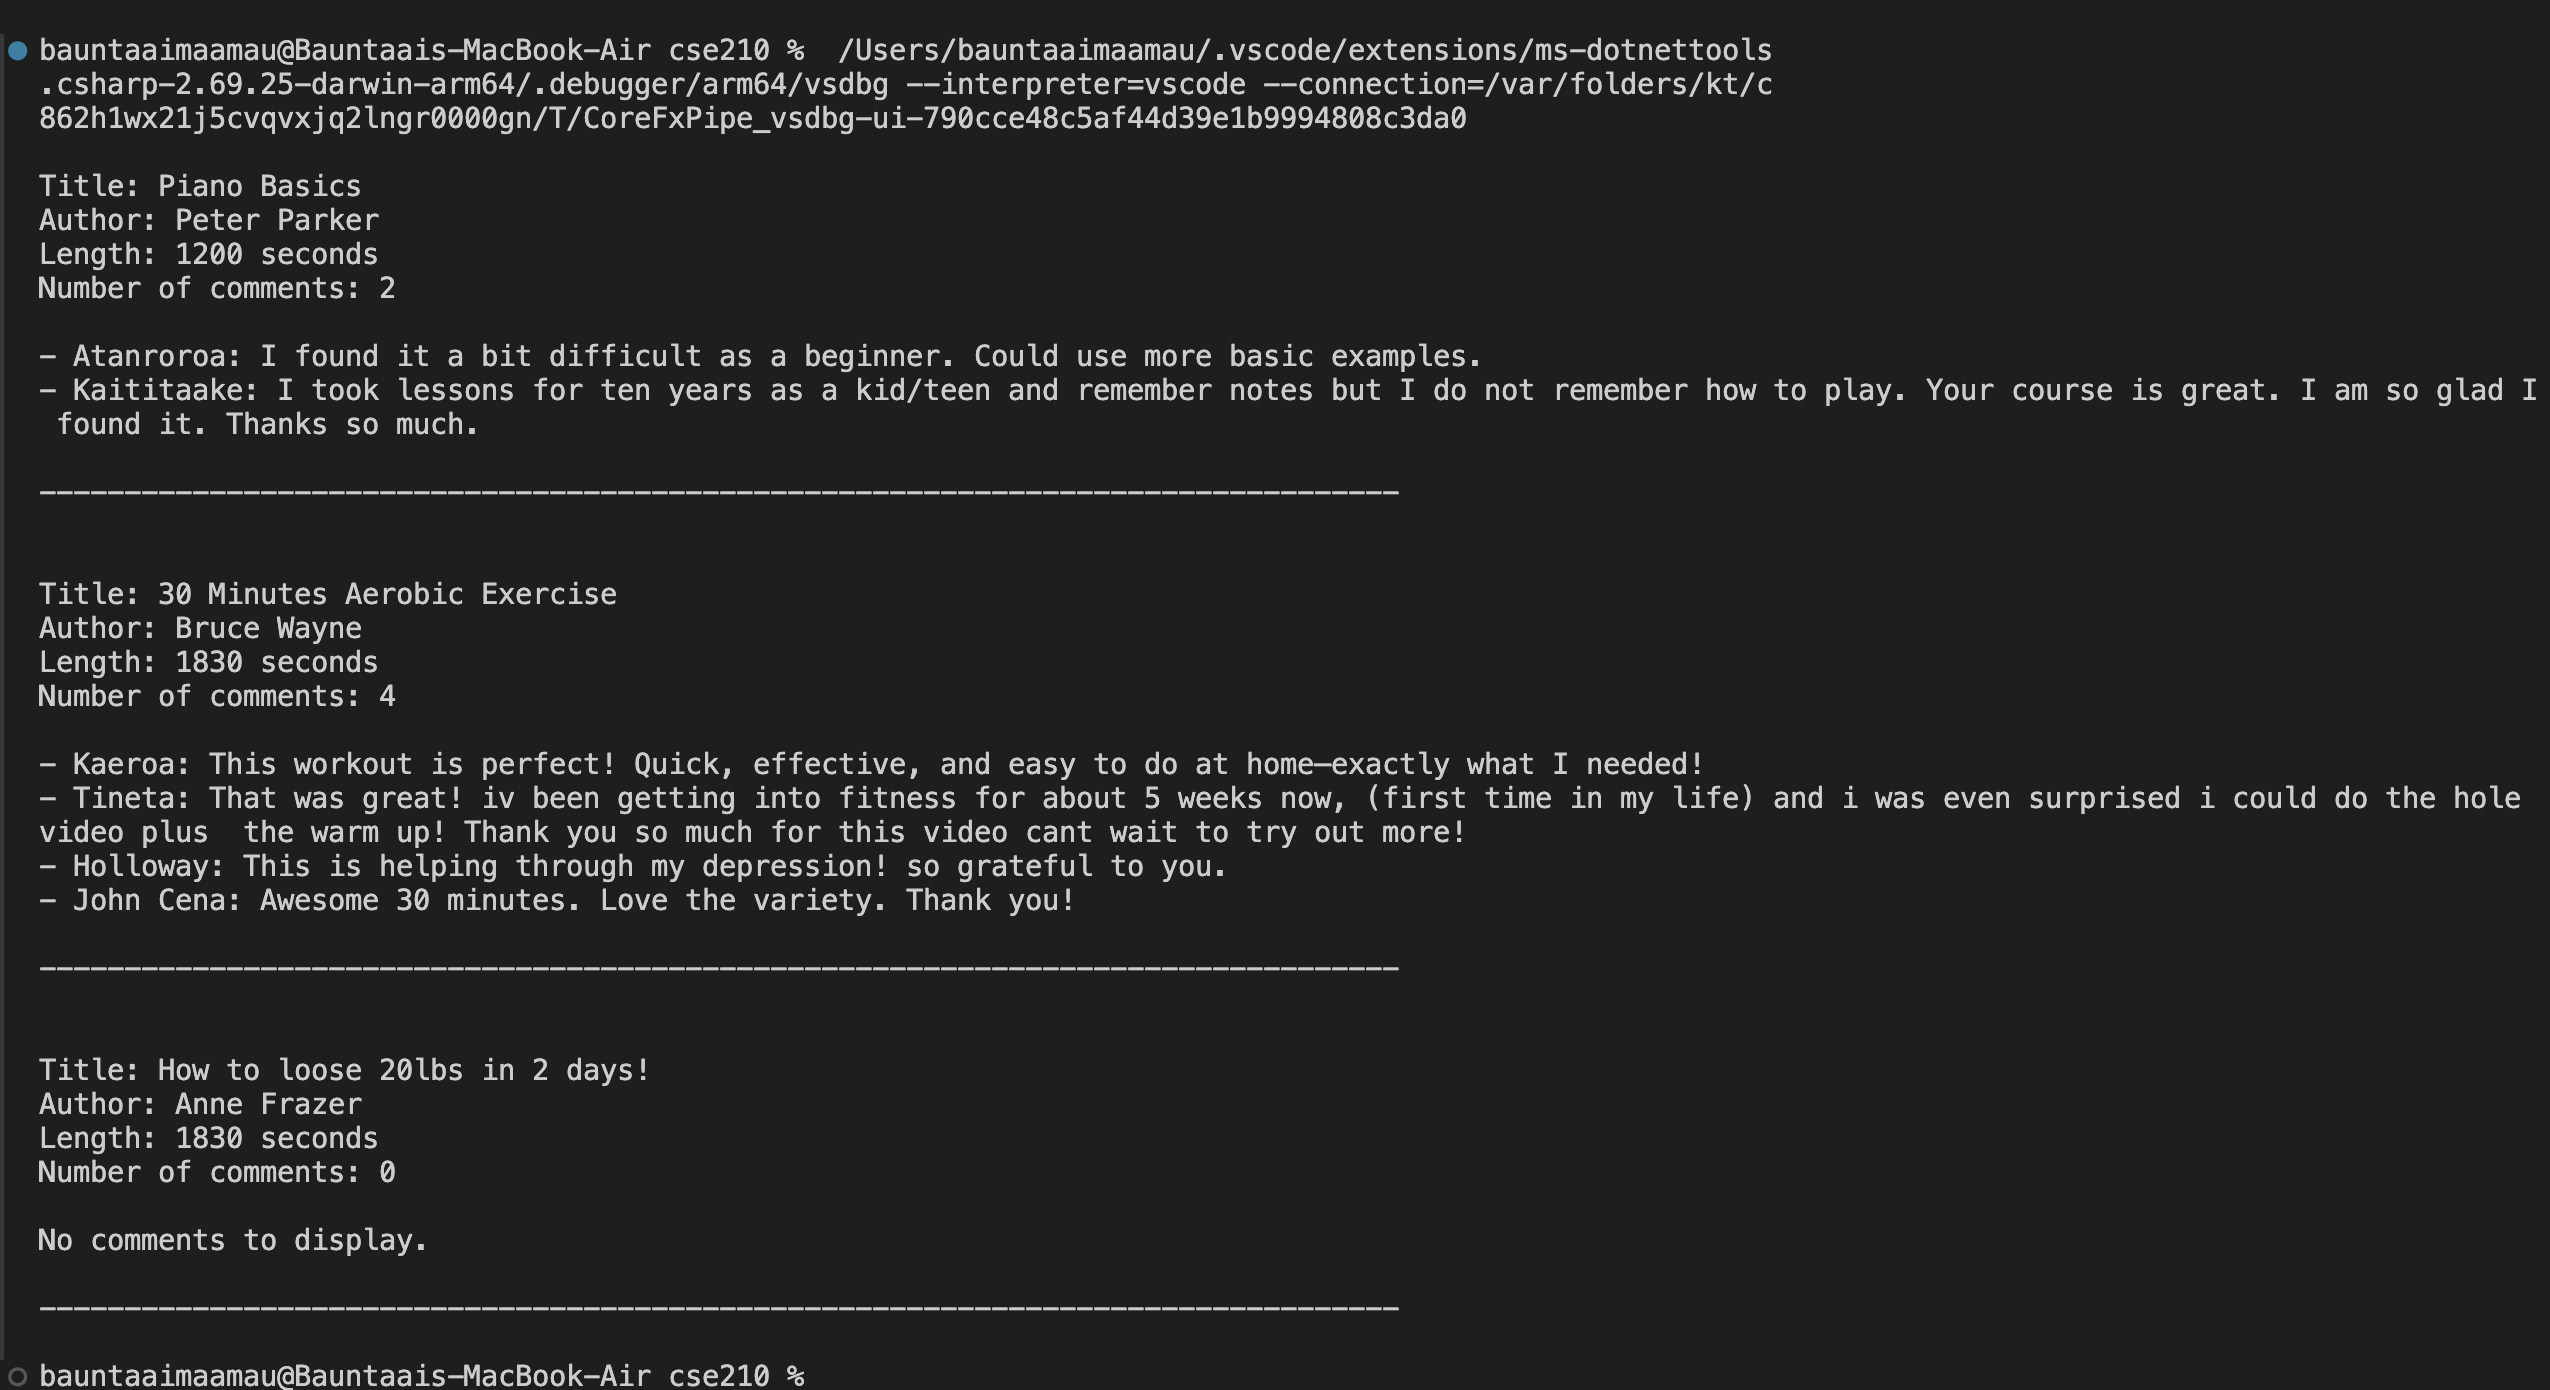 bauntaaimaamau@Bauntaais-MacBook-Air cse210 %  /Users/bauntaaimaamau/.vscode/extensions/ms-dotnettools
.csharp-2.69.25-darwin-arm64/.debugger/arm64/vsdbg --interpreter=vscode --connection=/var/folders/kt/c
862h1wx21j5cvqvxjq2lngr0000gn/T/CoreFxPipe_vsdbg-ui-790cce48c5af44d39e1b9994808c3da0
Title: Piano Basics
Author: Peter Parker
Length: 1200 seconds
Number of comments: 2
- Atanroroa: I found it a bit difficult as a beginner. Could use more basic examples.
- Kaititaake: I took lessons for ten years as a kid/teen and remember notes but I do not remember how to play. Your course is great. I am so glad I
 found it. Thanks so much.
--------------------------------------------------------------------------------
Title: 30 Minutes Aerobic Exercise
Author: Bruce Wayne
Length: 1830 seconds
Number of comments: 4
- Kaeroa: This workout is perfect! Quick, effective, and easy to do at home—exactly what I needed!
- Tineta: That was great! iv been getting into fitness for about 5 weeks now, (first time in my life) and i was even surprised i could do the hole
video plus  the warm up! Thank you so much for this video cant wait to try out more!
- Holloway: This is helping through my depression! so grateful to you.
- John Cena: Awesome 30 minutes. Love the variety. Thank you!
--------------------------------------------------------------------------------
Title: How to loose 20lbs in 2 days!
Author: Anne Frazer
Length: 1830 seconds
Number of comments: 0
No comments to display.
--------------------------------------------------------------------------------
bauntaaimaamau@Bauntaais-MacBook-Air cse210 %